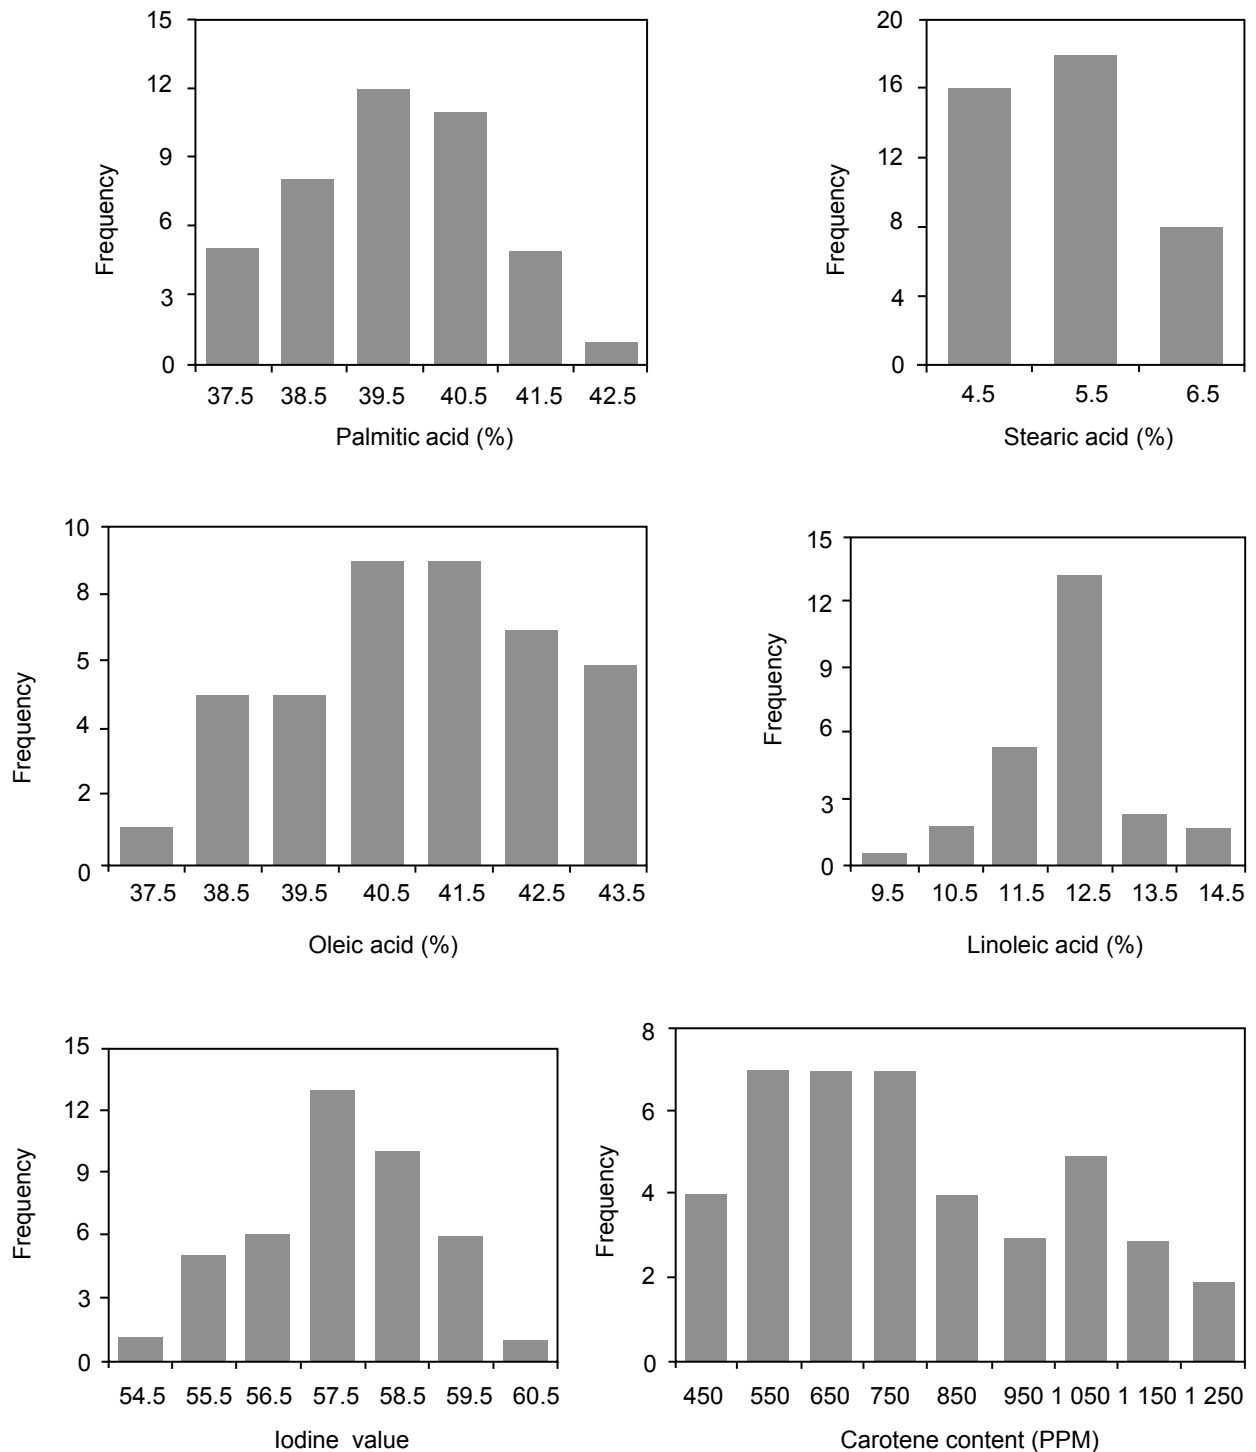 15
12
9
6
3
0
Frequency
37.5 38.5 39.5 40.5 41.5 42.5
Palmitic acid (%)
20
16
12
8
4
0
Frequency
4.5 5.5 6.5
Stearic acid (%)
10
8
5
4
2
0
Frequency
37.5 38.5 39.5 40.5 41.5 42.5 43.5
Oleic acid (%)
15
12
9
6
3
0
Frequency
9.5 10.5 11.5 12.5 13.5 14.5
Linoleic acid (%)
15
12
9
6
3
0
Frequency
54.5 55.5 56.5 57.5 58.5 59.5 60.5
Iodine value
8
6
4
2
0
Frequency
450 550 650 750 850 950 1 050 1 150 1 250
Carotene content (PPM)